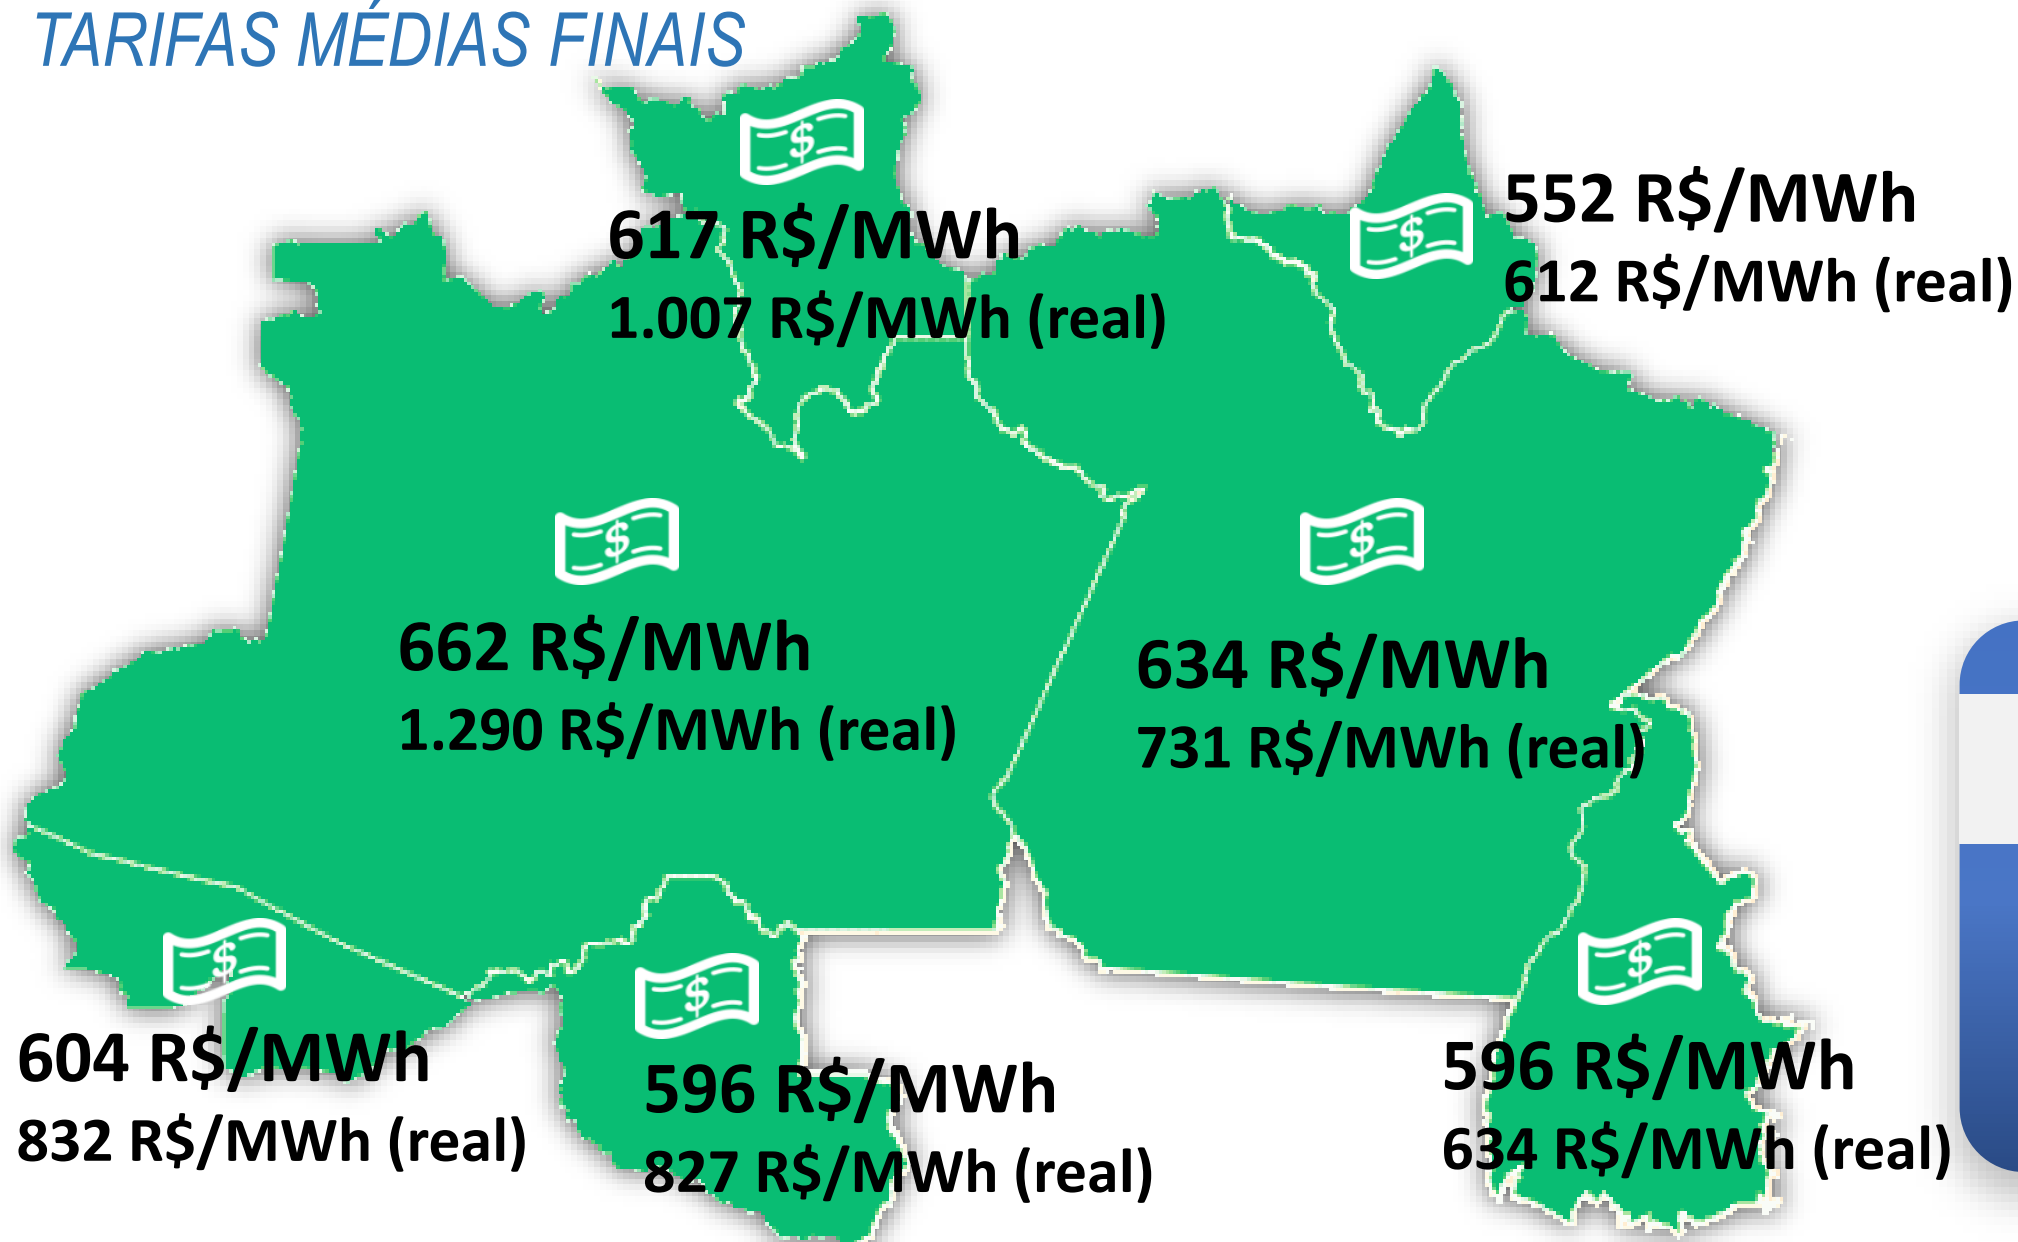 TARIFAS MÉDIAS FINAIS
617 R$/MWh
1.007 R$/MWh (real)
552 R$/MWh
612 R$/MWh (real)
662 R$/MWh
1.290 R$/MWh (real)
634 R$/MWh
731 R$/MWh (real)
604 R$/MWh
832 R$/MWh (real)
596 R$/MWh
827 R$/MWh (real)
596 R$/MWh
634 R$/MWh (real)
$
$
$
$
$
$
$